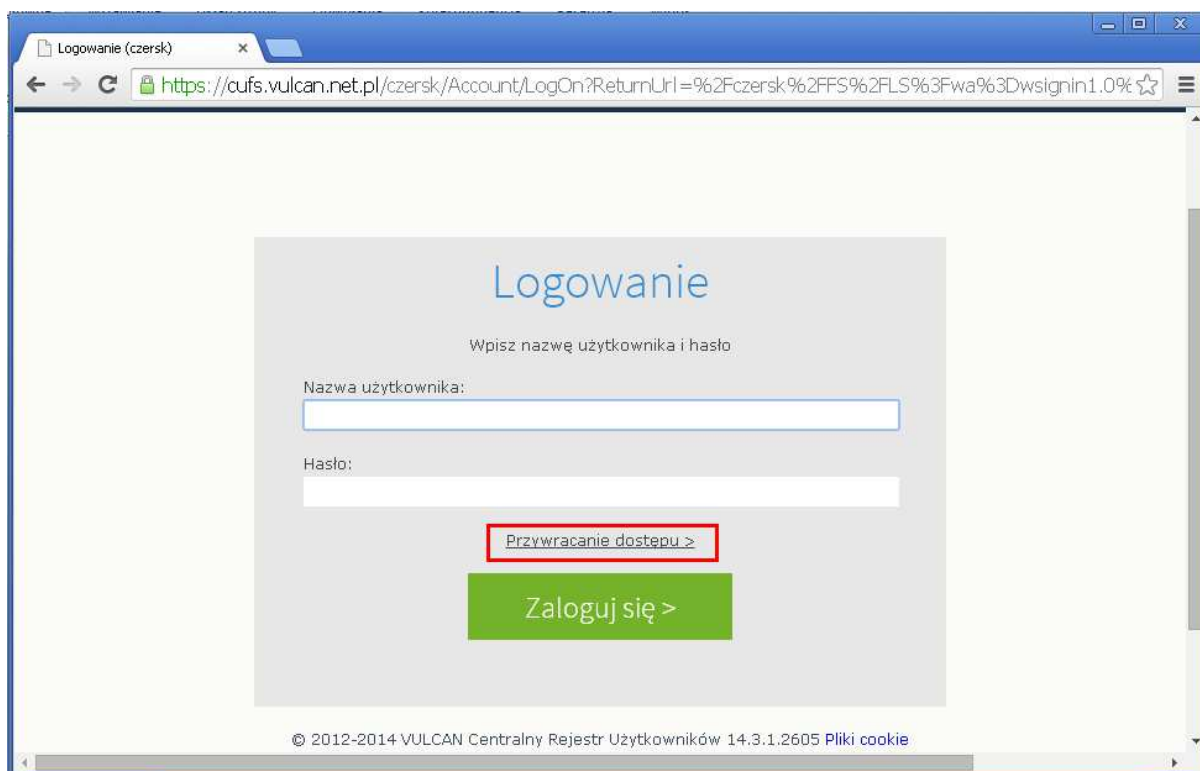 Logowanie (czersk)
https://cufs.vulcan.net.pl/czersk/Account/LogOn?ReturnUrl=%2Fczersk%2FFS%2FLS%3Fwa%3Dwsignin1.0%
Logowanie
Wpisz nazwę użytkownika i hasło
Nazwa użytkownika:
Hasło:
Przywracanie dostępu >
Zaloguj się >
© 2012-2014 VULCAN Centralny Rejestr Użytkowników 14.3.1.2605 Pliki cookie